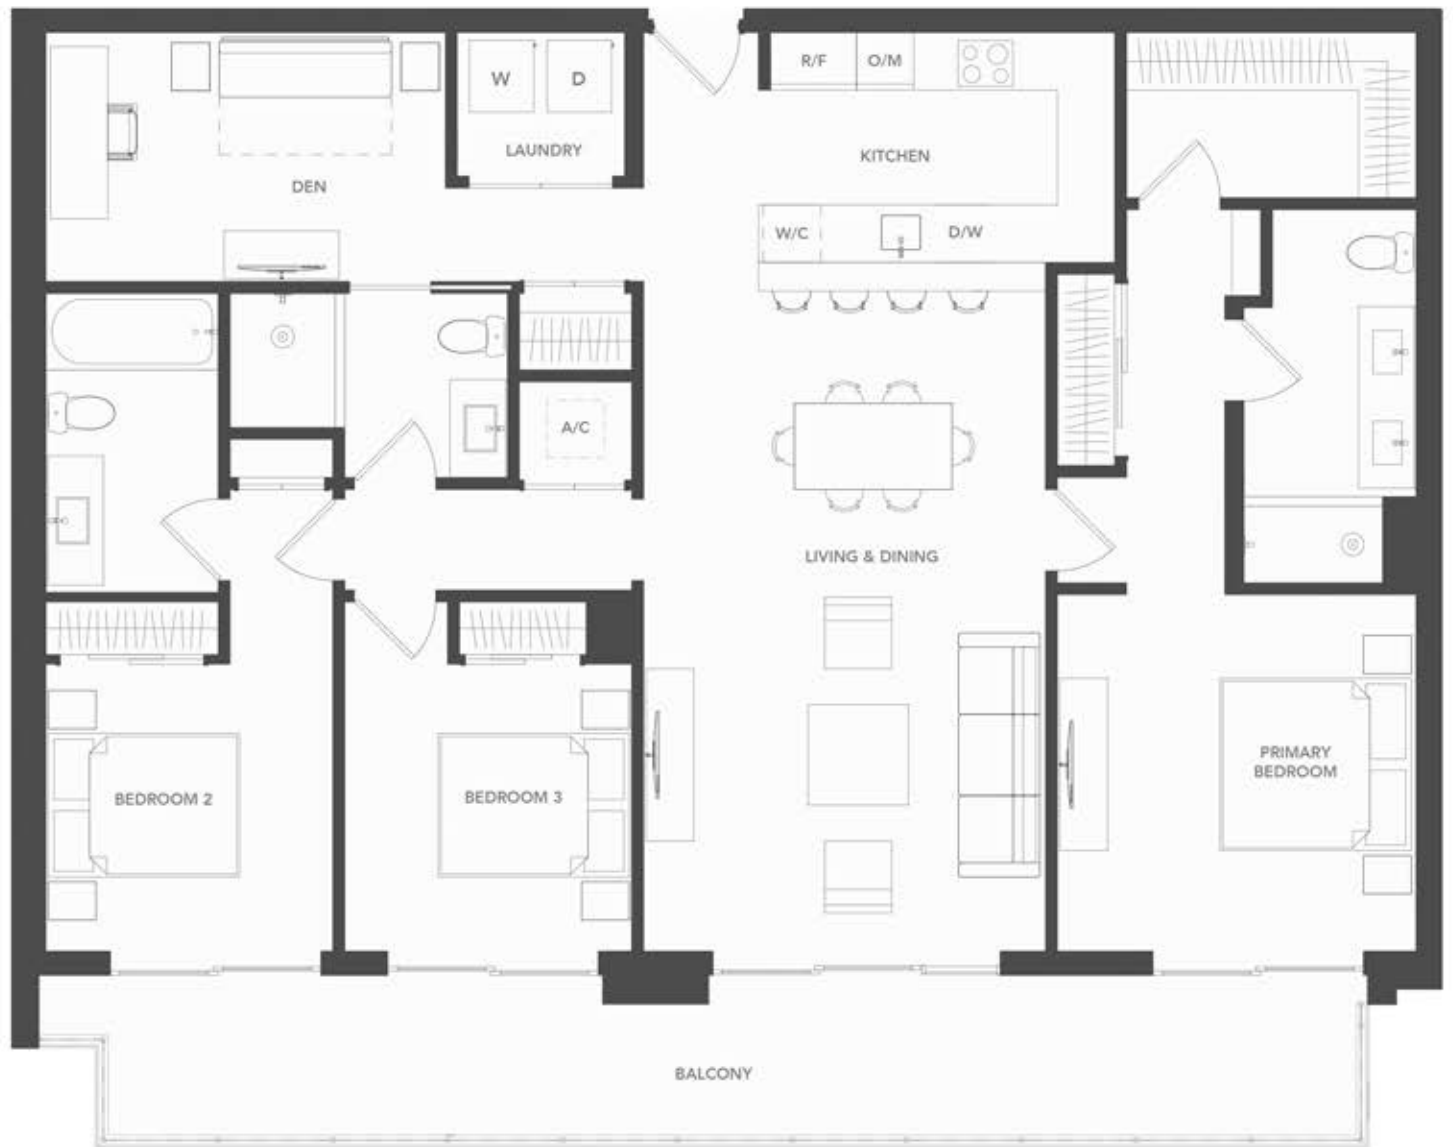 R/F
O/M
W
D
LAUNDRY
KITCHEN
DEN
W/C
D/W
A/C
LIVING & DINING
PRIMARY
BEDROOM
BEDROOM 2
BEDROOM 3
BALCONY